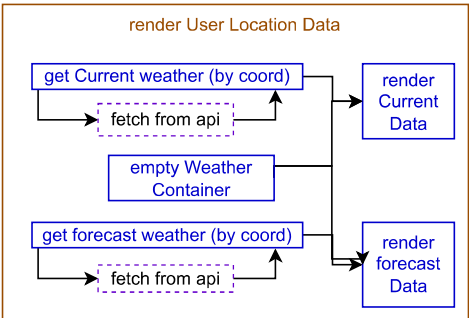 render User Location Data
get Current weather (by coord)
fetch from api
render
Current
Data
empty Weather
Container
get forecast weather (by coord)
fetch from api
render
forecast
Data